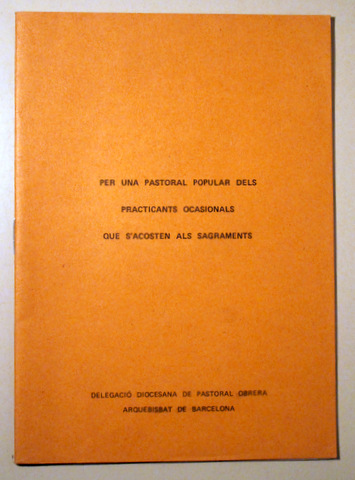 PER UNA PASTORAL POPULAR DELS
PRACTICANTS OCASIONALS
QUE S'ACOSTEN ALS SAGRAMENTS
DELEGACIÓ DIOCESANA DE PASTORAL OBRERA
ARQUEBISBAT DE BARCELONA